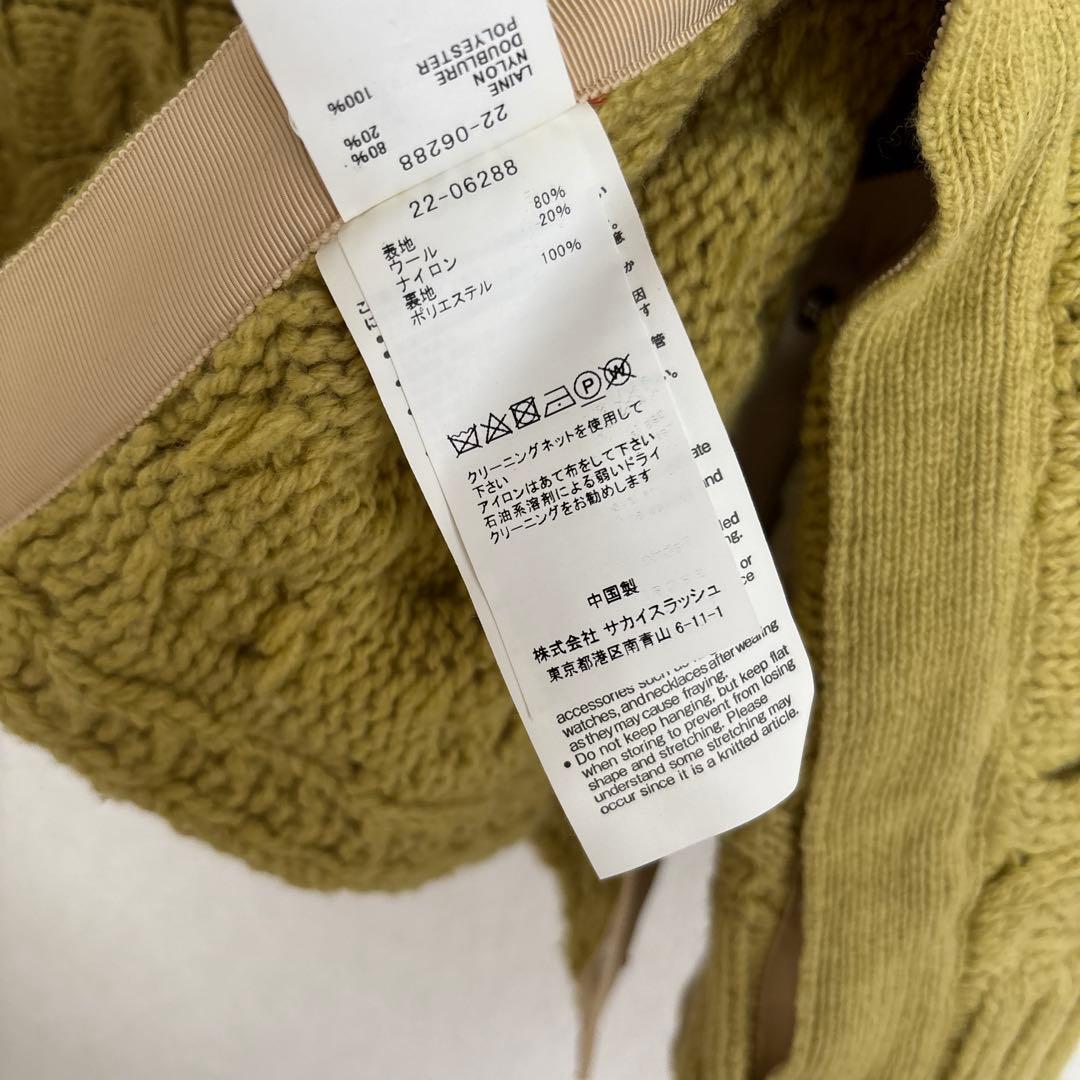 LAINE
NYLON
DOUBLURE
POLYESTER
80%
20%
100%
22-06288
22-06288
表地
ウール 80%
ナイロン 20%
裏地
ポリエステル 100%
P
W
クリーニングネットを使用して
下さい
アイロンはあて布をして下さい
石油系溶剤による弱いドライ
クリーニングをお勧めします
中国製
株式会社 サカイスラッシュ
東京都港区南青山 6-11-1
accessories such as
watches, and necklaces after wearing
as they may cause fraying.
• Do not keep hanging, but keep flat
when storing to prevent from losing
shape and stretching. Please
understand some stretching may
occur since it is a knitted article.